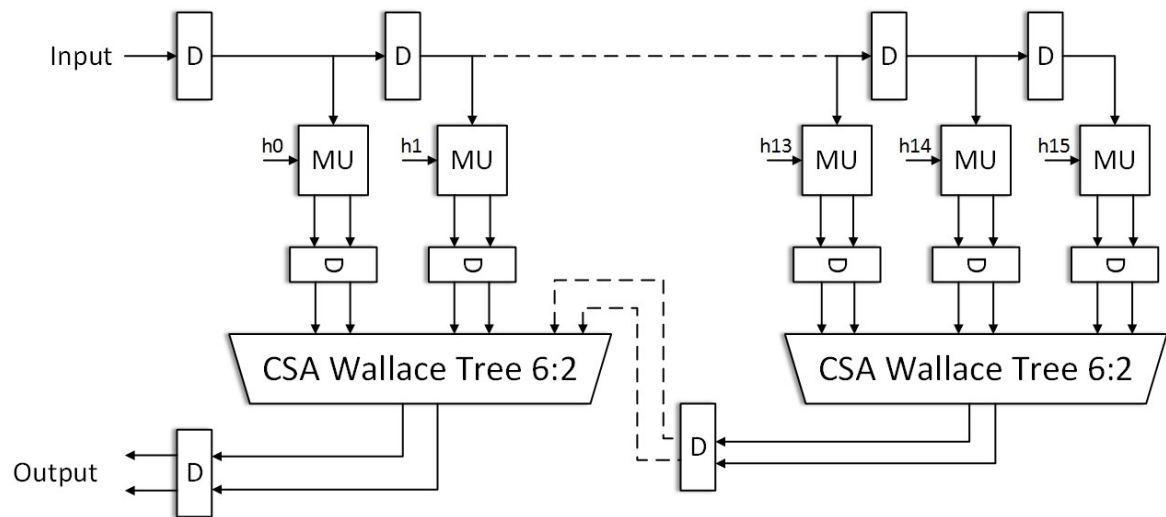 Input D D D D
h0 MU h1 MU h13 MU h14 MU h15 MU
D D D D D
CSA Wallace Tree 6:2 CSA Wallace Tree 6:2
Output D D